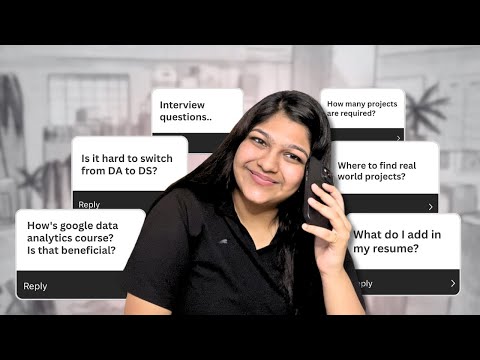 Interview
questions..
How many projects
are required?
Is it hard to switch
from DA to DS?
Reply
Where to find real
world projects?
How's google data
analytics course?
Is that beneficial?
Reply
What do I add in
my resume?
Reply